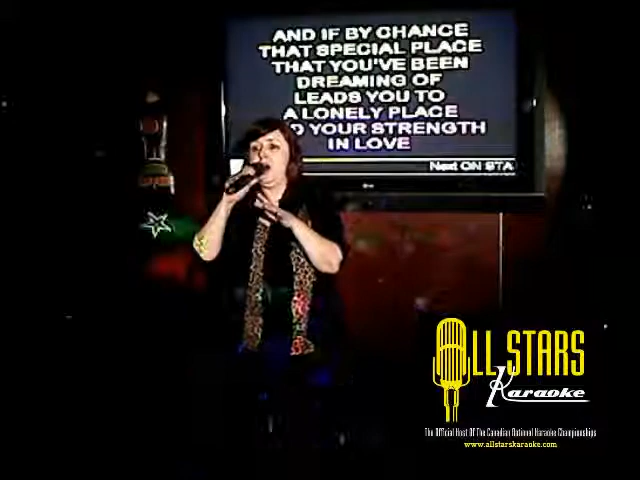 AND IF BY CHANCE
THAT SPECIAL PLACE
THAT YOU'VE BEEN
DREAMING OF
LEADS YOU TO
A LONELY PLACE
D YOUR STRENGTH
IN LOVE
Next ON STA
ALL STARS
Karaoke
The Official Host Of The Canadian National Karaoke Championships
www.allstarskaraoke.com